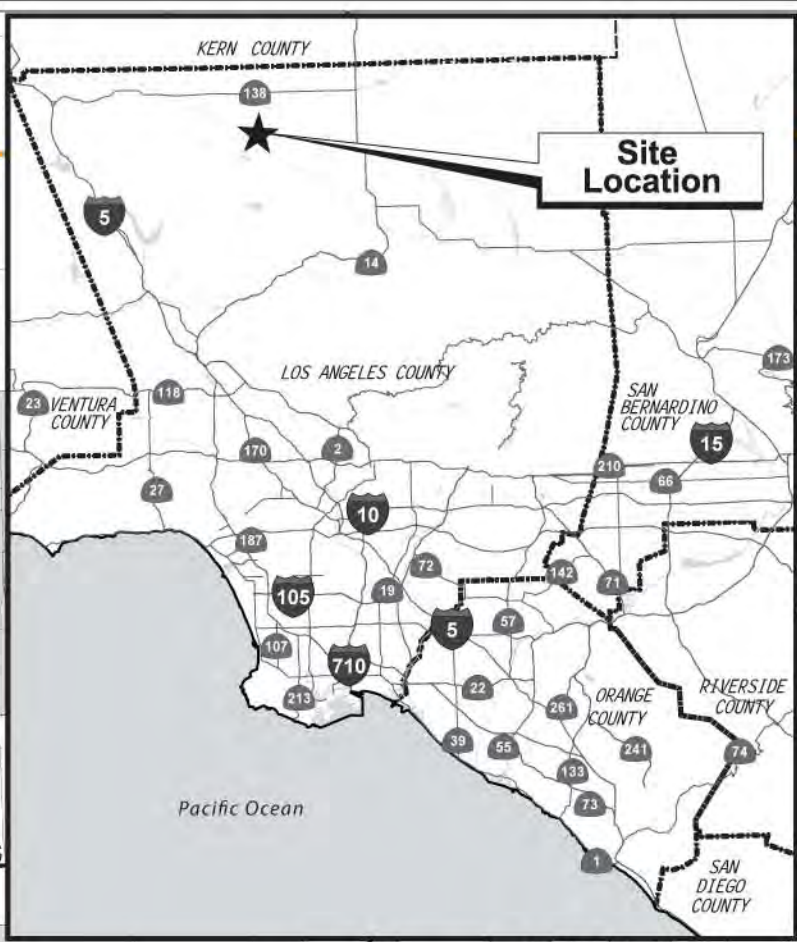 KERN COUNTY
138
Site
Location
5
14
173
LOS ANGELES COUNTY
23
VENTURA
COUNTY
118
SAN
BERNARDINO
COUNTY
15
170
2
210
66
27
10
187
72
142
71
105
19
57
5
107
710
22
213
261
ORANGE
COUNTY
RIVERSIDE
COUNTY
39
55
241
74
133
73
Pacific Ocean
1
SAN
DIEGO
COUNTY